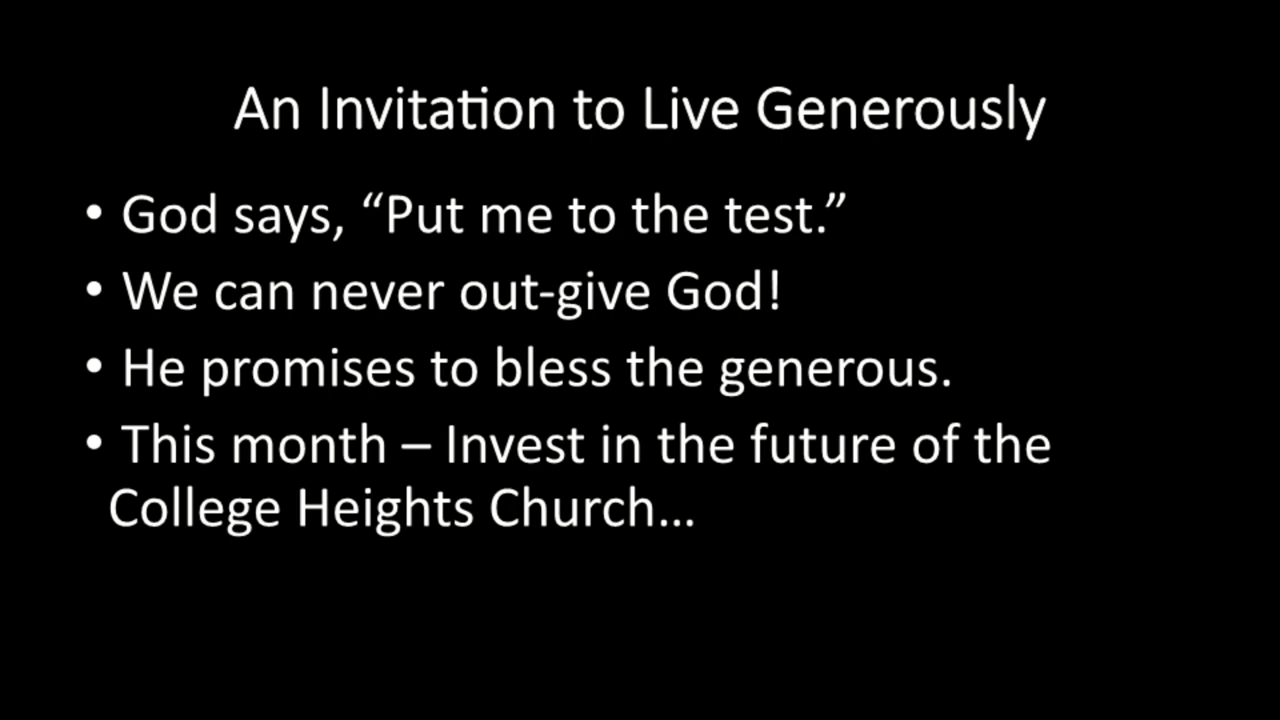 An Invitation to Live Generously
• God says, “Put me to the test.”
• We can never out-give God!
• He promises to bless the generous.
• This month – Invest in the future of the
College Heights Church…